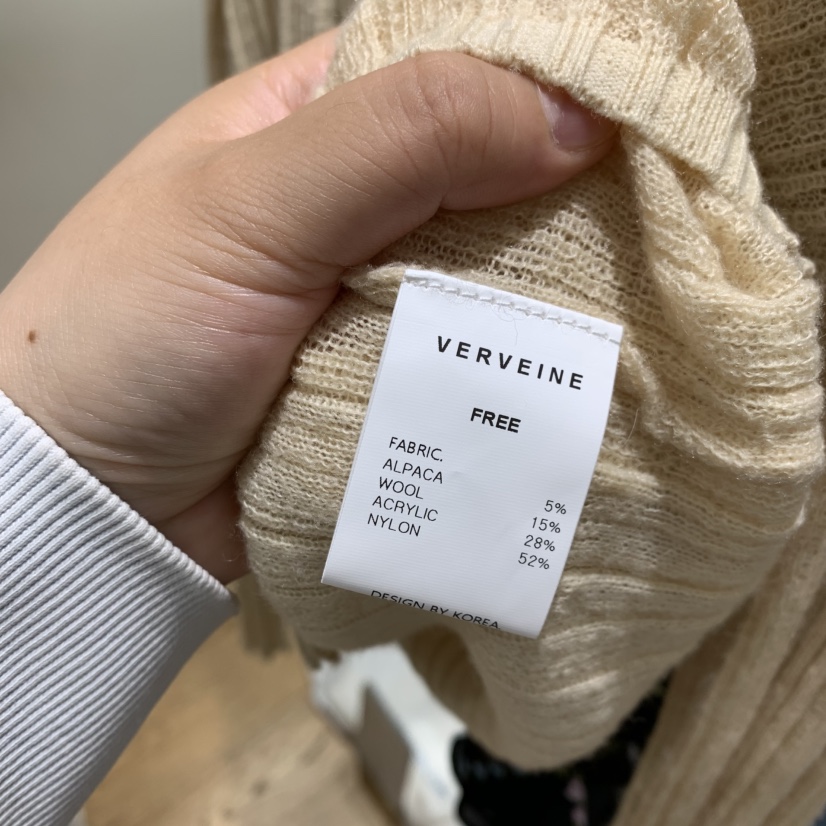 VERVEINE
FREE
FABRIC.
ALPACA 5%
WOOL 15%
ACRYLIC 28%
NYLON 52%
DESIGN BY KOREA